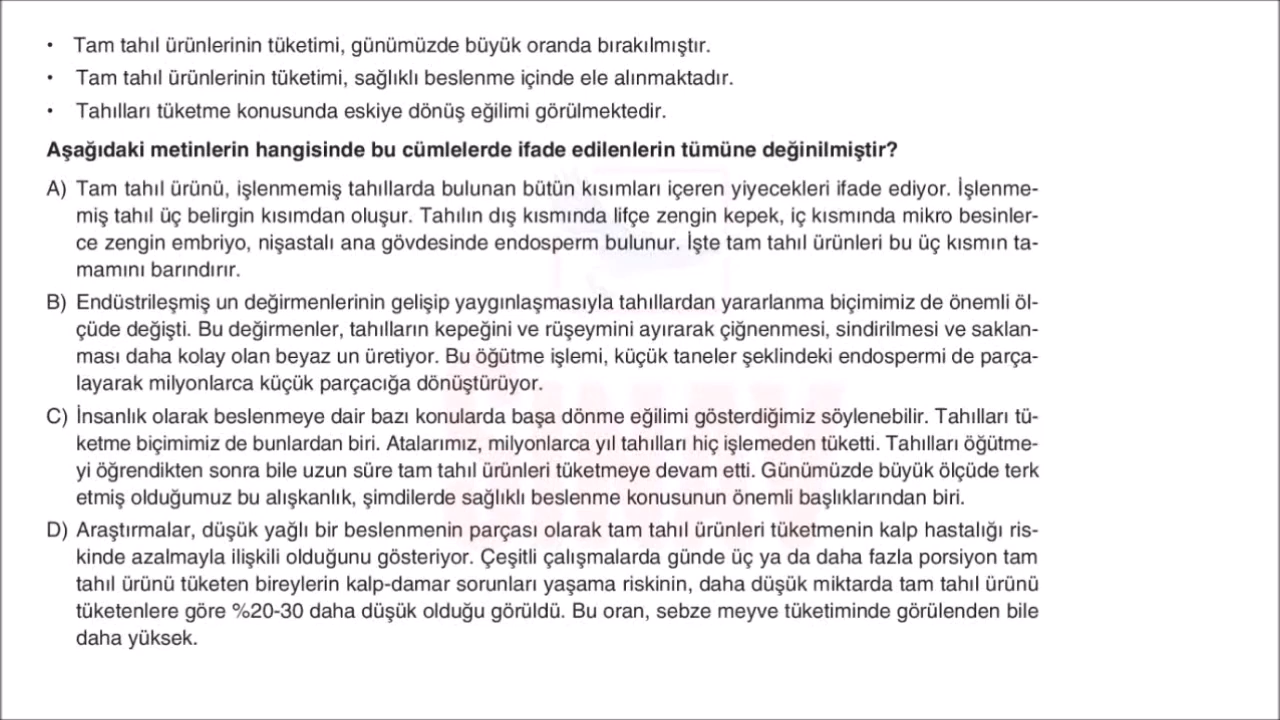 • Tam tahıl ürünlerinin tüketimi, günümüzde büyük oranda bırakılmıştır.
• Tam tahıl ürünlerinin tüketimi, sağlıklı beslenme içinde ele alınmaktadır.
• Tahılları tüketme konusunda eskiye dönüş eğilimi görülmektedir.
Aşağıdaki metinlerin hangisinde bu cümlelerde ifade edilenlerin tümüne değinilmiştir?
A) Tam tahıl ürünü, işlenmemiş tahıllarda bulunan bütün kısımları içeren yiyecekleri ifade ediyor. İşlenme-
miş tahıl üç belirgin kısımdan oluşur. Tahılın dış kısmında lifçe zengin kepek, iç kısmında mikro besinler-
ce zengin embriyo, nişastalı ana gövdesinde endosperm bulunur. İşte tam tahıl ürünleri bu üç kısmın ta-
mamını barındırır.
B) Endüstrileşmiş un değirmenlerinin gelişip yaygınlaşmasıyla tahıllardan yararlanma biçimimiz de önemli öl-
çüde değişti. Bu değirmenler, tahılların kepeğini ve rüşeymini ayırarak çiğnenmesi, sindirilmesi ve saklan-
ması daha kolay olan beyaz un üretiyor. Bu öğütme işlemi, küçük taneler şeklindeki endospermi de parça-
layarak milyonlarca küçük parçacığa dönüştürüyor.
C) İnsanlık olarak beslenmeye dair bazı konularda başa dönme eğilimi gösterdiğimiz söylenebilir. Tahılları tü-
ketme biçimimiz de bunlardan biri. Atalarımız, milyonlarca yıl tahılları hiç işlemeden tüketti. Tahılları öğütme-
yi öğrendikten sonra bile uzun süre tam tahıl ürünleri tüketmeye devam etti. Günümüzde büyük ölçüde terk
etmiş olduğumuz bu alışkanlık, şimdilerde sağlıklı beslenme konusunun önemli başlıklarından biri.
D) Araştırmalar, düşük yağlı bir beslenmenin parçası olarak tam tahıl ürünleri tüketmenin kalp hastalığı ris-
kinde azalmayla ilişkili olduğunu gösteriyor. Çeşitli çalışmalarda günde üç ya da daha fazla porsiyon tam
tahıl ürünü tüketen bireylerin kalp-damar sorunları yaşama riskinin, daha düşük miktarda tam tahıl ürünü
tüketenlere göre %20-30 daha düşük olduğu görüldü. Bu oran, sebze meyve tüketiminde görülenden bile
daha yüksek.